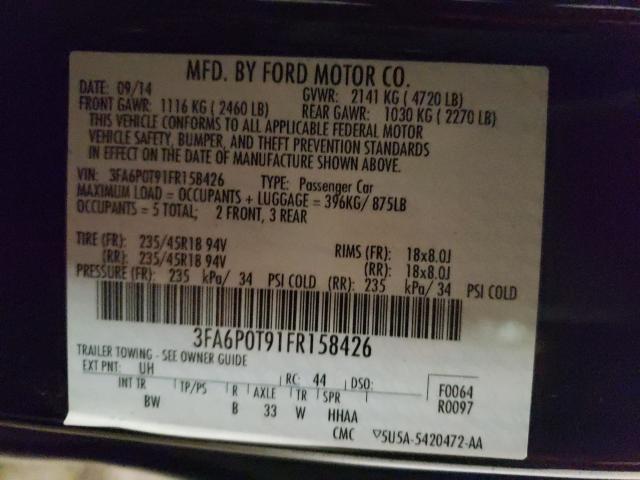 MFD. BY FORD MOTOR CO.
DATE: 09/14 GVWR: 2141 KG ( 4720 LB)
FRONT GAWR: 1116 KG ( 2460 LB) REAR GAWR: 1030 KG ( 2270 LB)
THIS VEHICLE CONFORMS TO ALL APPLICABLE FEDERAL MOTOR
VEHICLE SAFETY, BUMPER, AND THEFT PREVENTION STANDARDS
IN EFFECT ON THE DATE OF MANUFACTURE SHOWN ABOVE.
VIN: 3FA6P0T91FR158426 TYPE: Passenger Car
MAXIMUM LOAD = OCCUPANTS + LUGGAGE = 396KG/ 875LB
OCCUPANTS = 5 TOTAL; 2 FRONT, 3 REAR
TIRE (FR): 235/45R18 94V RIMS (FR): 18x8.0J
(RR): 235/45R18 94V (RR): 18x8.0J
PRESSURE (FR): 235 kPa/ 34 PSI COLD (RR): 235 kPa/ 34 PSI COLD
3FA6P0T91FR158426
TRAILER TOWING - SEE OWNER GUIDE
EXT PNT: UH RC: 44 DSO: F0064
INT TR TP/PS R AXLE TR SPR R0097
BW B 33 W HHAA
CMC ▽5U5A-5420472-AA